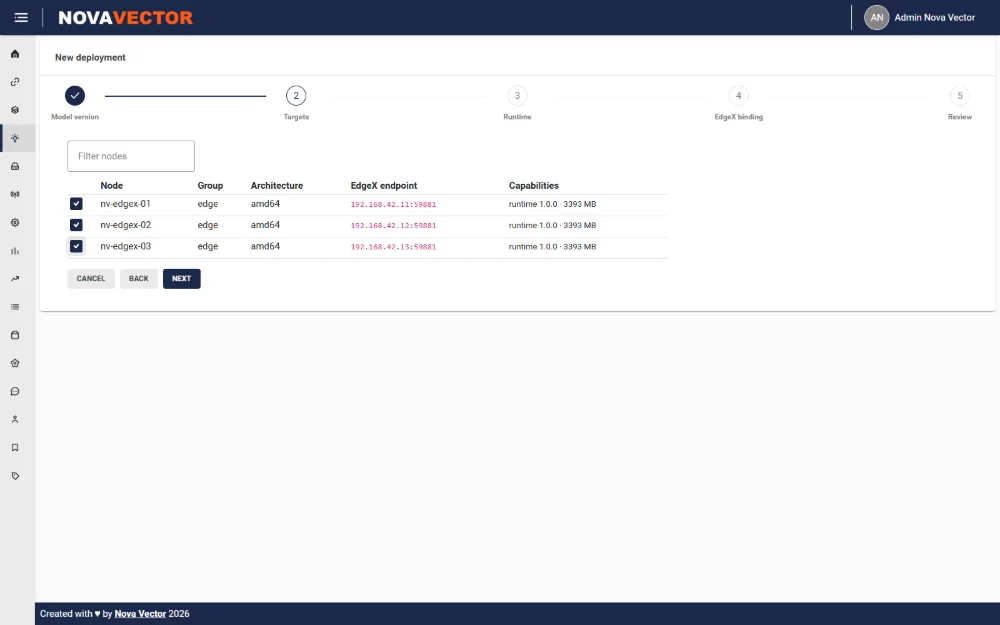 NOVAVECTOR
AN Admin Nova Vector
New deployment
2 3 4 5
Model version Targets Runtime EdgeX binding Review
Filter nodes
Node Group Architecture EdgeX endpoint Capabilities
nv-edgex-01 edge amd64 192.168.42.11:59881 runtime 1.0.0 · 3393 MB
nv-edgex-02 edge amd64 192.168.42.12:59881 runtime 1.0.0 · 3393 MB
nv-edgex-03 edge amd64 192.168.42.13:59881 runtime 1.0.0 · 3393 MB
CANCEL BACK NEXT
Created with ♥ by Nova Vector 2026